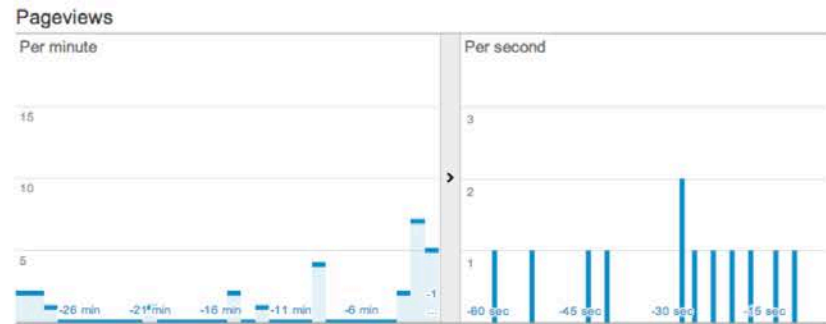 Pageviews
Per minute
15
10
5
-26 min
-21 min
-16 min
-11 min
-6 min
-1
...
>
Per second
3
2
1
-60 sec
-45 sec
-30 sec
-15 sec